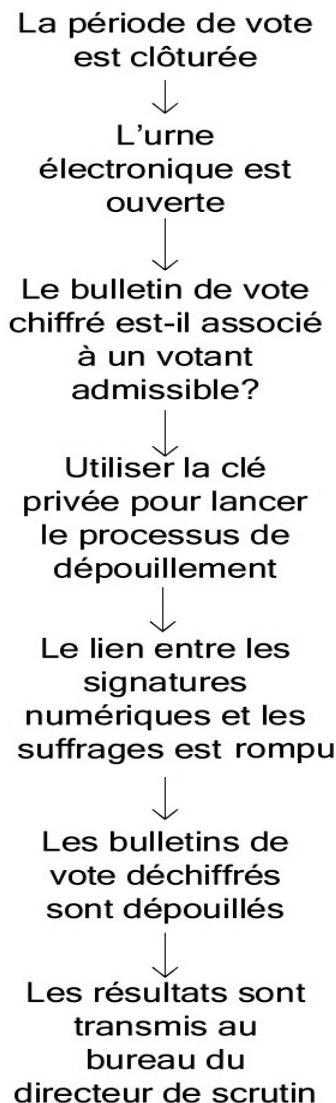 La période de vote
est clôturée
L'urne
électronique est
ouverte
Le bulletin de vote
chiffré est-il associé
à un votant
admissible?
Utiliser la clé
privée pour lancer
le processus de
dépouillement
Le lien entre les
signatures
numériques et les
suffrages est rompu
Les bulletins de
vote déchiffrés
sont dépouillés
Les résultats sont
transmis au
bureau du
directeur de scrutin